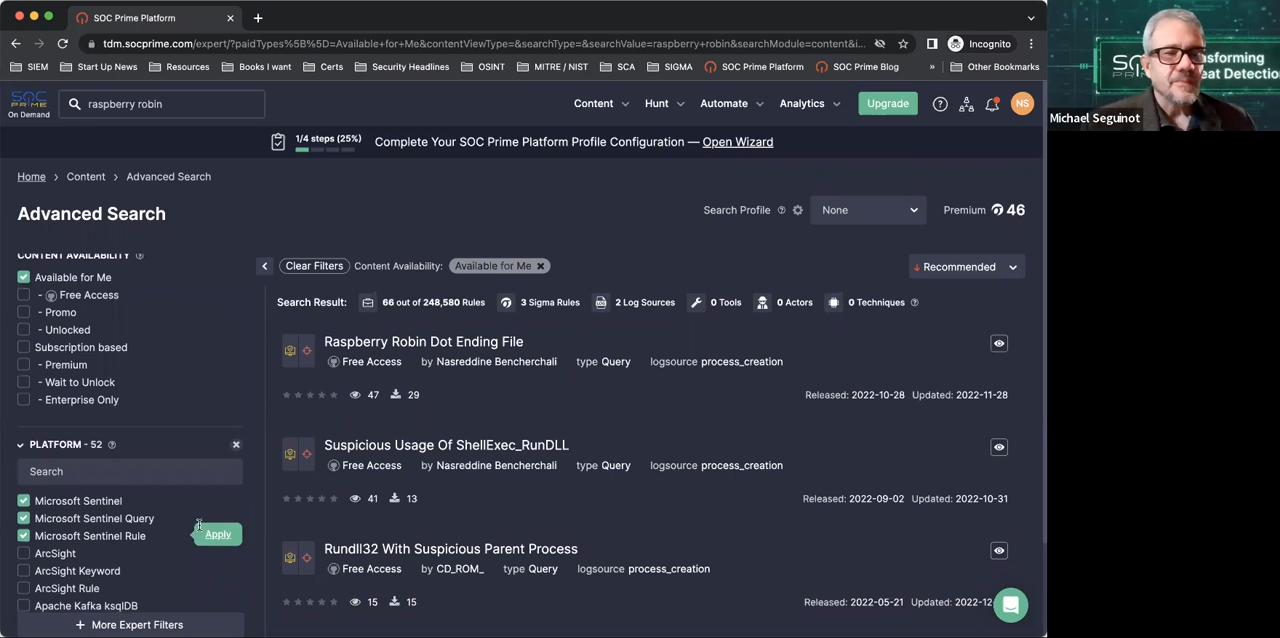 SOC Prime Platform
tdm.socprime.com/expert/?paidTypes%5B%5D=Available+for+Me&contentViewType=&searchType=&searchValue=raspberry+robin&searchModule=content&i...
Incognito
SIEM Start Up News Resources Books I want Certs Security Headlines OSINT MITRE / NIST SCA SIGMA SOC Prime Platform SOC Prime Blog » Other Bookmarks
SOC
PRIME
On Demand
raspberry robin
Content Hunt Automate Analytics Upgrade NS
1/4 steps (25%) Complete Your SOC Prime Platform Profile Configuration — Open Wizard
Home > Content > Advanced Search
Advanced Search
Search Profile None Premium 46
CONTENT AVAILABILITY
Available for Me
- Free Access
- Promo
- Unlocked
Subscription based
- Premium
- Wait to Unlock
- Enterprise Only
PLATFORM - 52
Search
Microsoft Sentinel
Microsoft Sentinel Query
Microsoft Sentinel Rule
Apply
ArcSight
ArcSight Keyword
ArcSight Rule
Apache Kafka ksqlDB
+ More Expert Filters
Clear Filters Content Availability: Available for Me Recommended
Search Result: 66 out of 248,580 Rules 3 Sigma Rules 2 Log Sources 0 Tools 0 Actors 0 Techniques
Raspberry Robin Dot Ending File
Free Access by Nasreddine Bencherchali type Query logsource process_creation
47 29 Released: 2022-10-28 Updated: 2022-11-28
Suspicious Usage Of ShellExec_RunDLL
Free Access by Nasreddine Bencherchali type Query logsource process_creation
41 13 Released: 2022-09-02 Updated: 2022-10-31
Rundll32 With Suspicious Parent Process
Free Access by CD_ROM_ type Query logsource process_creation
15 15 Released: 2022-05-21 Updated: 2022-12
Michael Seguinot